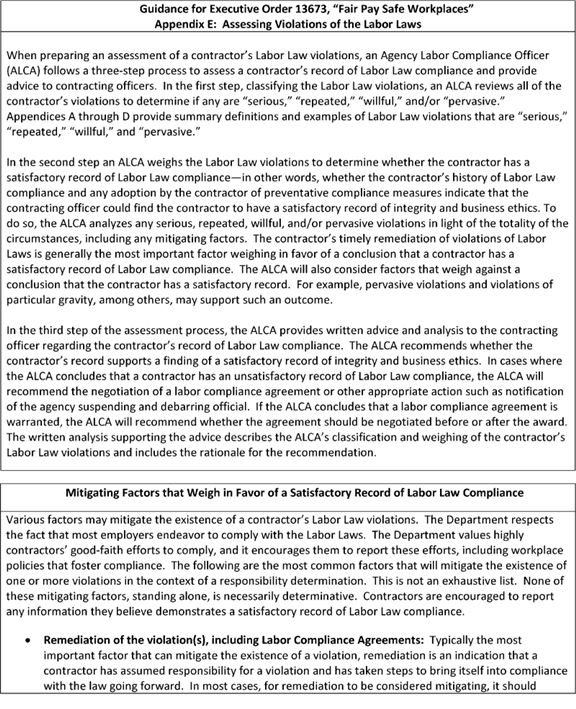 Guidance for Executive Order 13673, "Fair Pay Safe Workplaces"
Appendix E:  Assessing Violations of the Labor Laws
When preparing an assessment of a contractor's Labor Law violations, an Agency Labor Compliance Officer
(ALCA) follows a three-step process to assess a contractor's record of Labor Law compliance and provide
advice to contracting officers.  In the first step, classifying the Labor Law violations, an ALCA reviews all of the
contractor's violations to determine if any are "serious," "repeated," "willful," and/or "pervasive."
Appendices A through D provide summary definitions and examples of Labor Law violations that are "serious,"
"repeated," "willful," and "pervasive."
In the second step an ALCA weighs the Labor Law violations to determine whether the contractor has a
satisfactory record of Labor Law compliance—in other words, whether the contractor's history of Labor Law
compliance and any adoption by the contractor of preventative compliance measures indicate that the
contracting officer could find the contractor to have a satisfactory record of integrity and business ethics. To
do so, the ALCA analyzes any serious, repeated, willful, and/or pervasive violations in light of the totality of the
circumstances, including any mitigating factors.  The contractor's timely remediation of violations of Labor
Laws is generally the most important factor weighing in favor of a conclusion that a contractor has a
satisfactory record of Labor Law compliance.  The ALCA will also consider factors that weigh against a
conclusion that the contractor has a satisfactory record.  For example, pervasive violations and violations of
particular gravity, among others, may support such an outcome.
In the third step of the assessment process, the ALCA provides written advice and analysis to the contracting
officer regarding the contractor's record of Labor Law compliance.  The ALCA recommends whether the
contractor's record supports a finding of a satisfactory record of integrity and business ethics.  In cases where
the ALCA concludes that a contractor has an unsatisfactory record of Labor Law compliance, the ALCA will
recommend the negotiation of a labor compliance agreement or other appropriate action such as notification
of the agency suspending and debarring official.  If the ALCA concludes that a labor compliance agreement is
warranted, the ALCA will recommend whether the agreement should be negotiated before or after the award.
The written analysis supporting the advice describes the ALCA's classification and weighing of the contractor's
Labor Law violations and includes the rationale for the recommendation.
Mitigating Factors that Weigh in Favor of a Satisfactory Record of Labor Law Compliance
Various factors may mitigate the existence of a contractor's Labor Law violations.  The Department respects
the fact that most employers endeavor to comply with the Labor Laws.  The Department values highly
contractors' good-faith efforts to comply, and it encourages them to report these efforts, including workplace
policies that foster compliance.  The following are the most common factors that will mitigate the existence of
one or more violations in the context of a responsibility determination.  This is not an exhaustive list.  None of
these mitigating factors, standing alone, is necessarily determinative.  Contractors are encouraged to report
any information they believe demonstrates a satisfactory record of Labor Law compliance.
• Remediation of the violation(s), including Labor Compliance Agreements:  Typically the most
important factor that can mitigate the existence of a violation, remediation is an indication that a
contractor has assumed responsibility for a violation and has taken steps to bring itself into compliance
with the law going forward.  In most cases, for remediation to be considered mitigating, it should